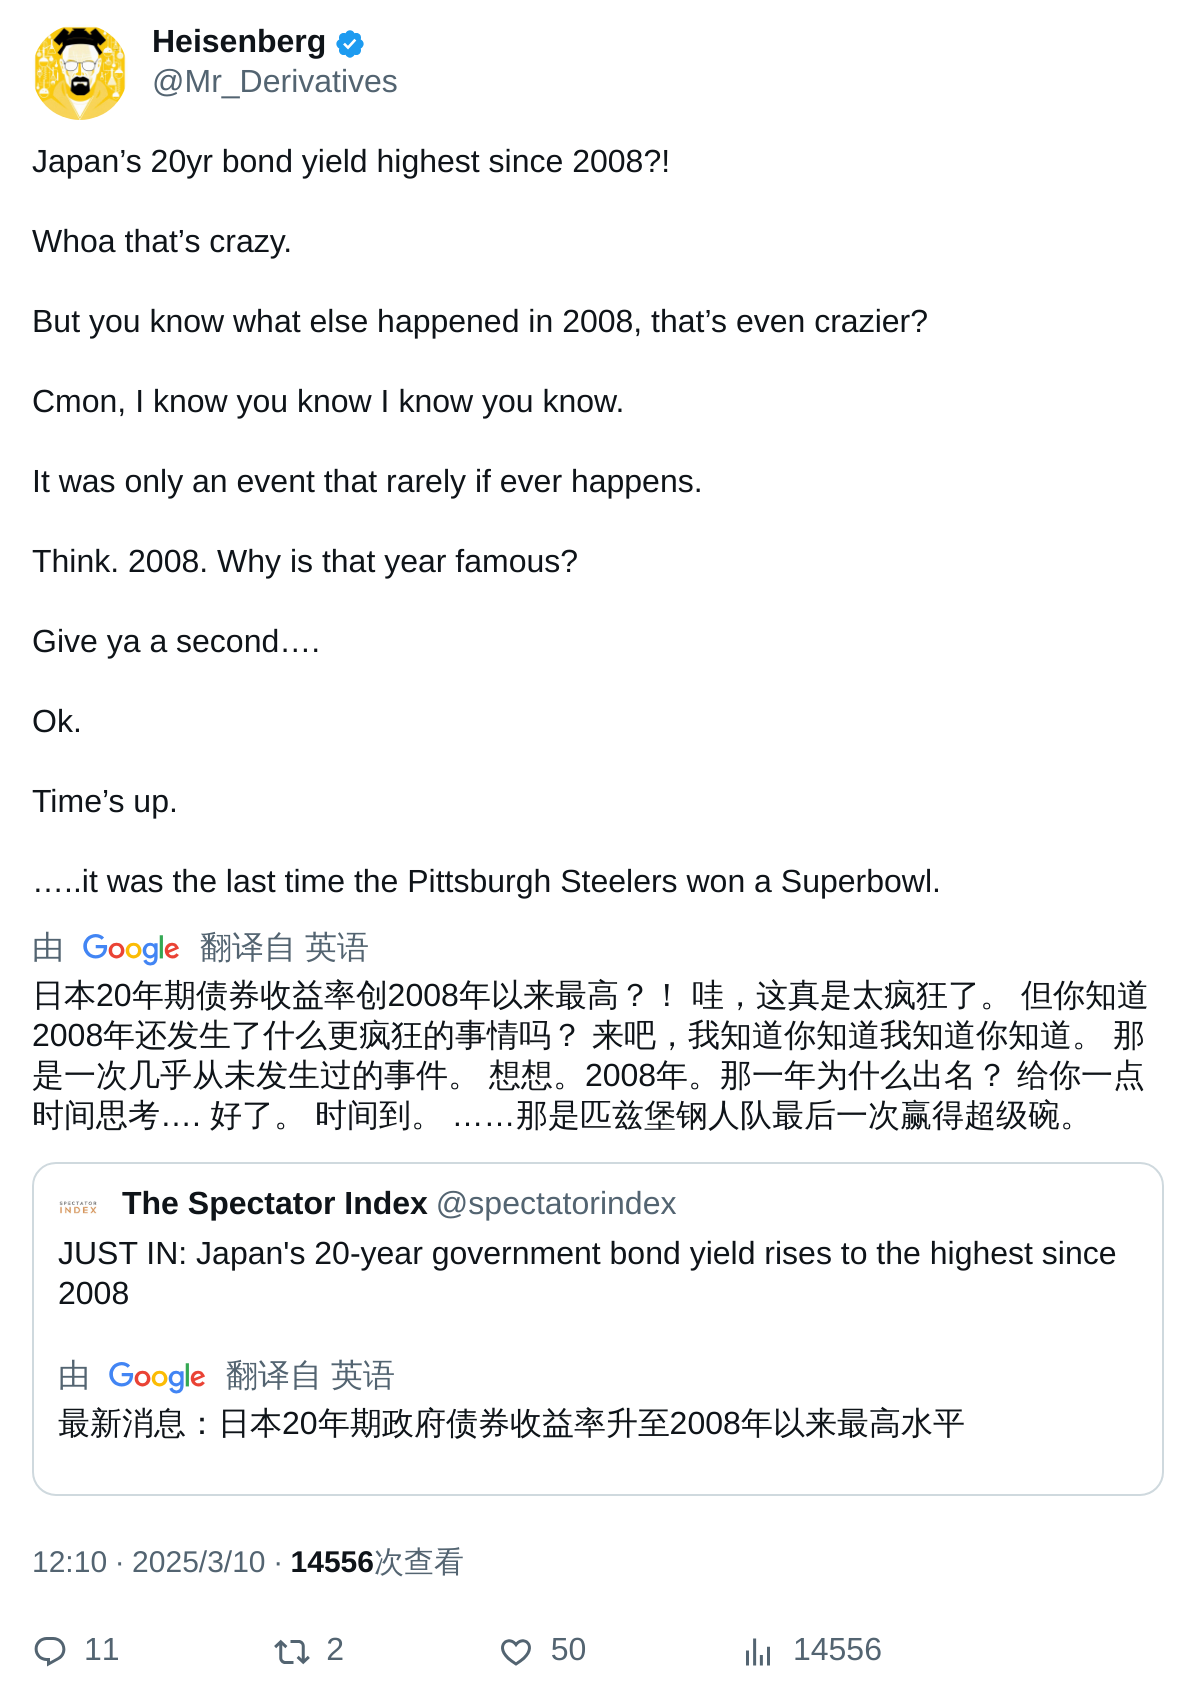 Heisenberg
@Mr_Derivatives
Japan’s 20yr bond yield highest since 2008?!
Whoa that’s crazy.
But you know what else happened in 2008, that’s even crazier?
Cmon, I know you know I know you know.
It was only an event that rarely if ever happens.
Think. 2008. Why is that year famous?
Give ya a second….
Ok.
Time’s up.
…..it was the last time the Pittsburgh Steelers won a Superbowl.
由 Google 翻译自 英语
日本20年期债券收益率创2008年以来最高？！ 哇，这真是太疯狂了。 但你知道
2008年还发生了什么更疯狂的事情吗？ 来吧，我知道你知道我知道你知道。 那
是一次几乎从未发生过的事件。 想想。2008年。那一年为什么出名？ 给你一点
时间思考…. 好了。 时间到。 ……那是匹兹堡钢人队最后一次赢得超级碗。
SPECTATOR
INDEX
The Spectator Index @spectatorindex
JUST IN: Japan's 20-year government bond yield rises to the highest since
2008
由 Google 翻译自 英语
最新消息：日本20年期政府债券收益率升至2008年以来最高水平
12:10 · 2025/3/10 · 14556次查看
11 2 50 14556